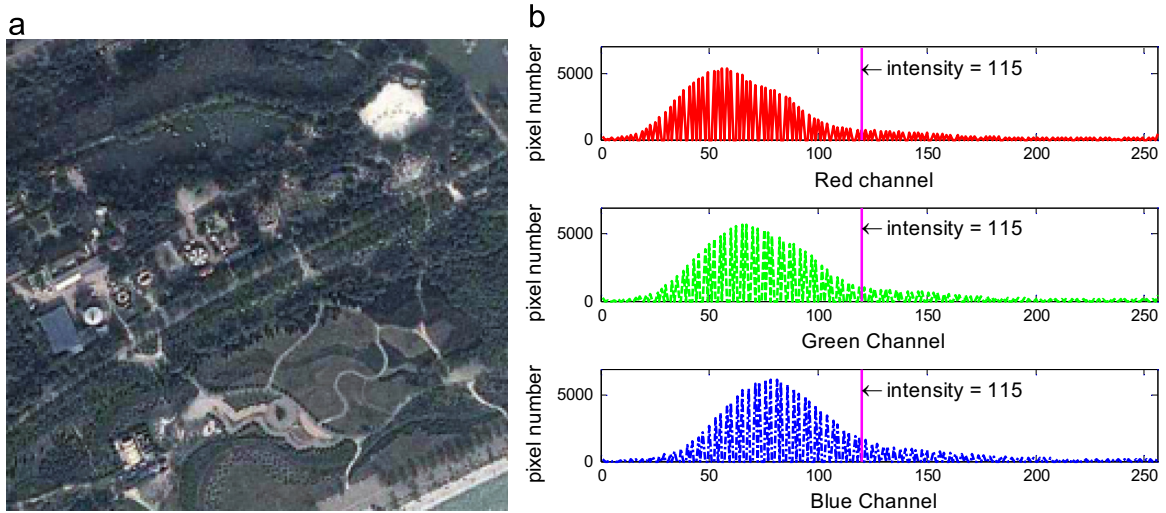 a
b
pixel number
5000
0
← intensity = 115
0 50 100 150 200 250
Red channel
pixel number
5000
0
← intensity = 115
0 50 100 150 200 250
Green Channel
pixel number
5000
0
← intensity = 115
0 50 100 150 200 250
Blue Channel